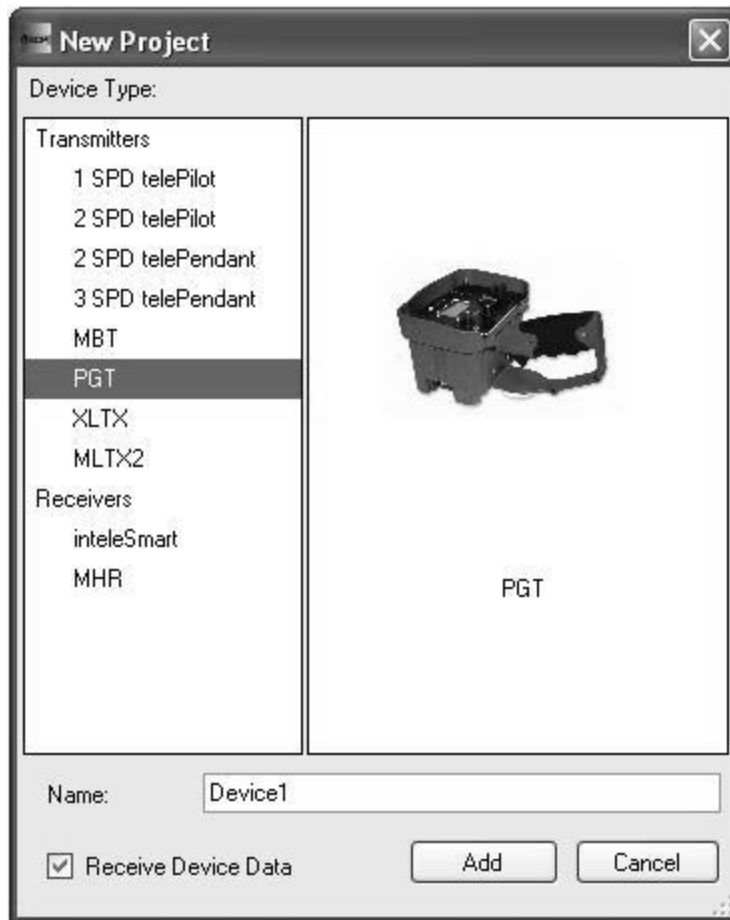 New Project
Device Type:
Transmitters
1 SPD telePilot
2 SPD telePilot
2 SPD telePendant
3 SPD telePendant
MBT
PGT
XLTX
MLTX2
Receivers
inteleSmart
MHR
PGT
Name:
Device1
Receive Device Data
Add
Cancel